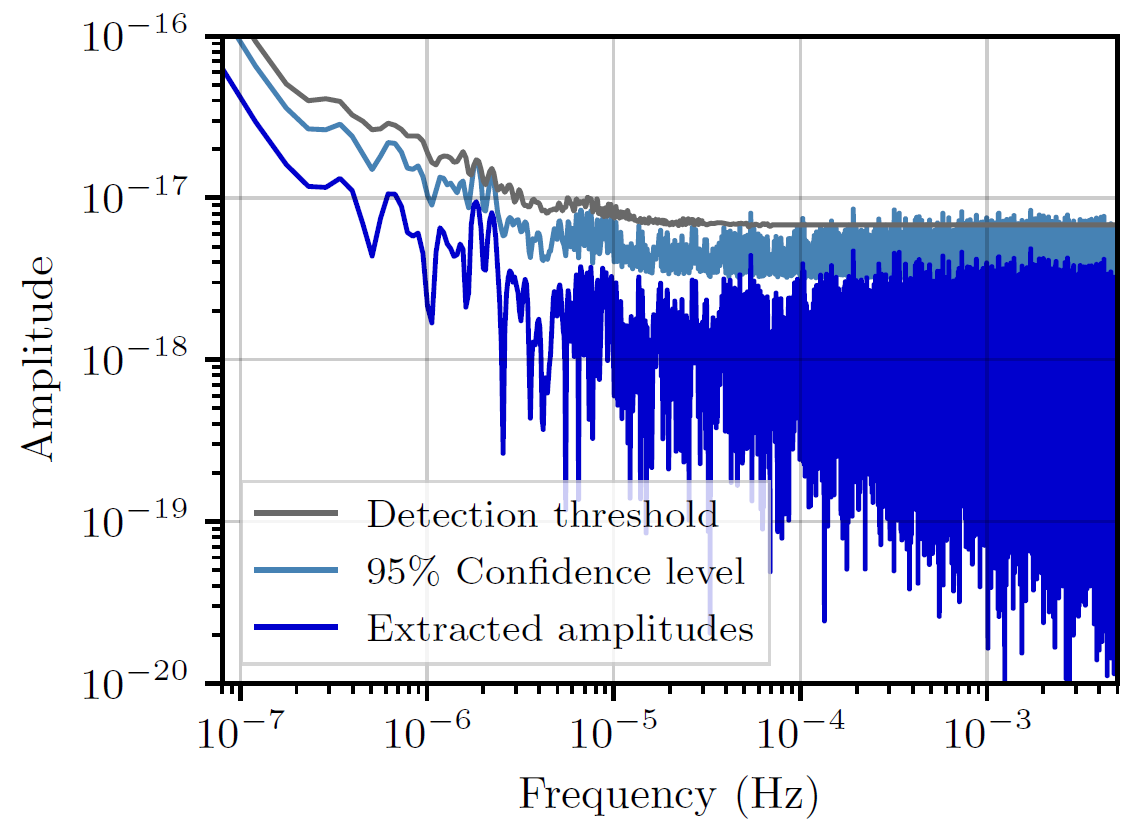 10−16
10−17
10−18
10−19
10−20
Amplitude
Detection threshold
95% Confidence level
Extracted amplitudes
10−7 10−6 10−5 10−4 10−3
Frequency (Hz)